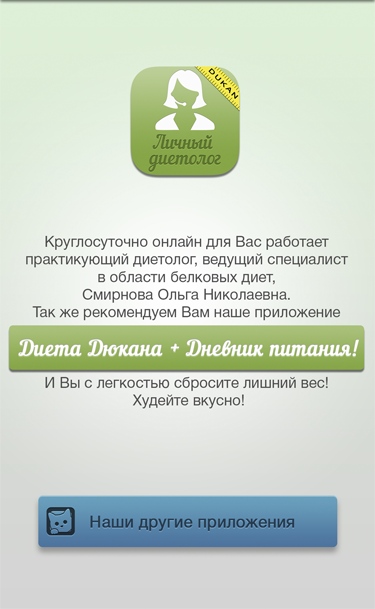 DUKAN
Личный
диетолог
Круглосуточно онлайн для Вас работает
практикующий диетолог, ведущий специалист
в области белковых диет,
Смирнова Ольга Николаевна.
Так же рекомендуем Вам наше приложение
Диета Дюкана + Дневник питания!
И Вы с легкостью сбросите лишний вес!
Худейте вкусно!
Наши другие приложения